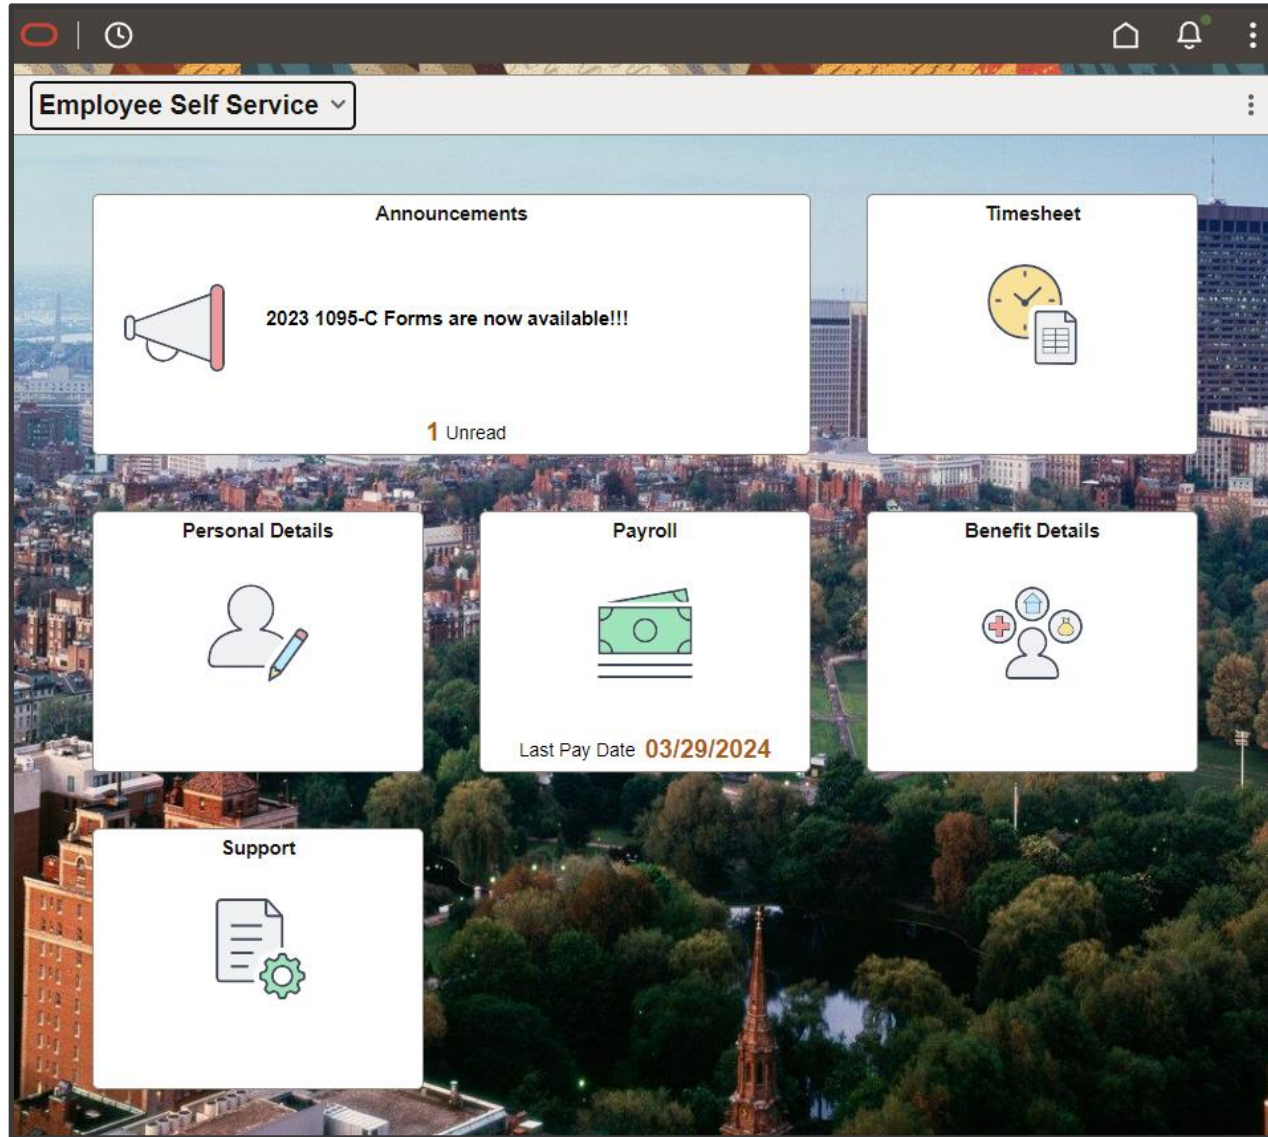 Employee Self Service
Announcements
2023 1095-C Forms are now available!!!
1 Unread
Timesheet
Personal Details
Payroll
Last Pay Date 03/29/2024
Benefit Details
Support